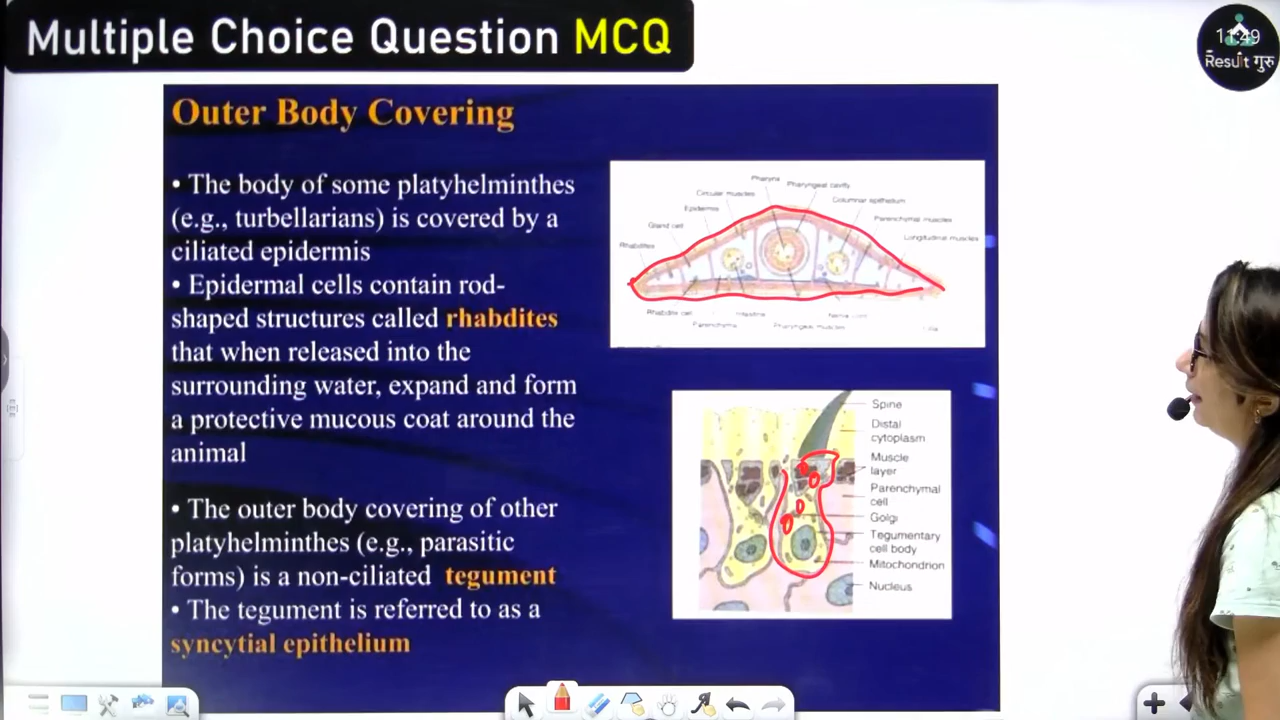 Multiple Choice Question MCQ
11:49
Result गुरु
Outer Body Covering
• The body of some platyhelminthes
(e.g., turbellarians) is covered by a
ciliated epidermis
• Epidermal cells contain rod-
shaped structures called rhabdites
that when released into the
surrounding water, expand and form
a protective mucous coat around the
animal
• The outer body covering of other
platyhelminthes (e.g., parasitic
forms) is a non-ciliated tegument
• The tegument is referred to as a
syncytial epithelium
Pharynx
Pharyngeal cavity
Circular muscles
Columnar epithelium
Epidermis
Parenchymal muscles
Gland cell
Longitudinal muscles
Rhabdites
Rhabdite cell
Intestine
Nerve cord
Parenchyma
Pharyngeal muscles
Cilia
Spine
Distal
cytoplasm
Muscle
layer
Parenchymal
cell
Golgi
Tegumentary
cell body
Mitochondrion
Nucleus